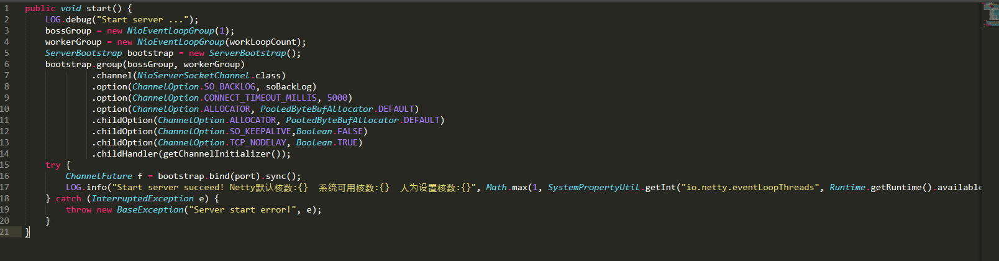 1 public void start() {
2 LOG.debug("Start server ...");
3 bossGroup = new NioEventLoopGroup(1);
4 workerGroup = new NioEventLoopGroup(workLoopCount);
5 ServerBootstrap bootstrap = new ServerBootstrap();
6 bootstrap.group(bossGroup, workerGroup)
7 .channel(NioServerSocketChannel.class)
8 .option(ChannelOption.SO_BACKLOG, soBackLog)
9 .option(ChannelOption.CONNECT_TIMEOUT_MILLIS, 5000)
10 .option(ChannelOption.ALLOCATOR, PooledByteBufAllocator.DEFAULT)
11 .childOption(ChannelOption.ALLOCATOR, PooledByteBufAllocator.DEFAULT)
12 .childOption(ChannelOption.SO_KEEPALIVE,Boolean.FALSE)
13 .childOption(ChannelOption.TCP_NODELAY, Boolean.TRUE)
14 .childHandler(getChannelInitializer());
15 try {
16 ChannelFuture f = bootstrap.bind(port).sync();
17 LOG.info("Start server succeed! Netty默认核数:{}  系统可用核数:{}  人为设置核数:{}", Math.max(1, SystemPropertyUtil.getInt("io.netty.eventLoopThreads", Runtime.getRuntime().available
18 } catch (InterruptedException e) {
19 throw new BaseException("Server start error!", e);
20 }
21 }